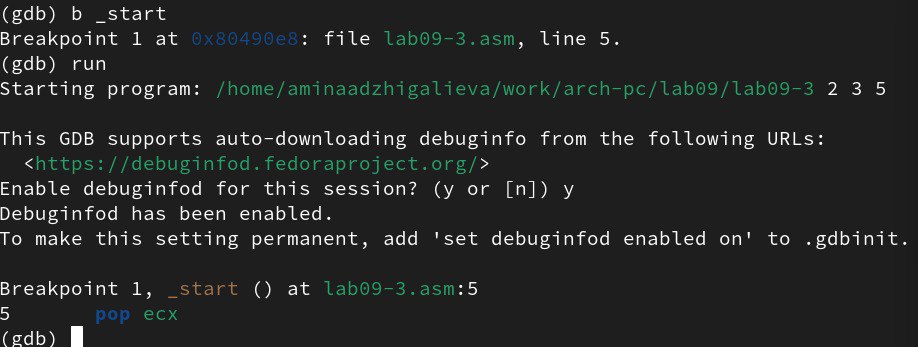 (gdb) b _start
Breakpoint 1 at 0x80490e8: file lab09-3.asm, line 5.
(gdb) run
Starting program: /home/aminaadzhigalieva/work/arch-pc/lab09/lab09-3 2 3 5

This GDB supports auto-downloading debuginfo from the following URLs:
  <https://debuginfod.fedoraproject.org/>
Enable debuginfod for this session? (y or [n]) y
Debuginfod has been enabled.
To make this setting permanent, add 'set debuginfod enabled on' to .gdbinit.

Breakpoint 1, _start () at lab09-3.asm:5
5       pop ecx
(gdb)